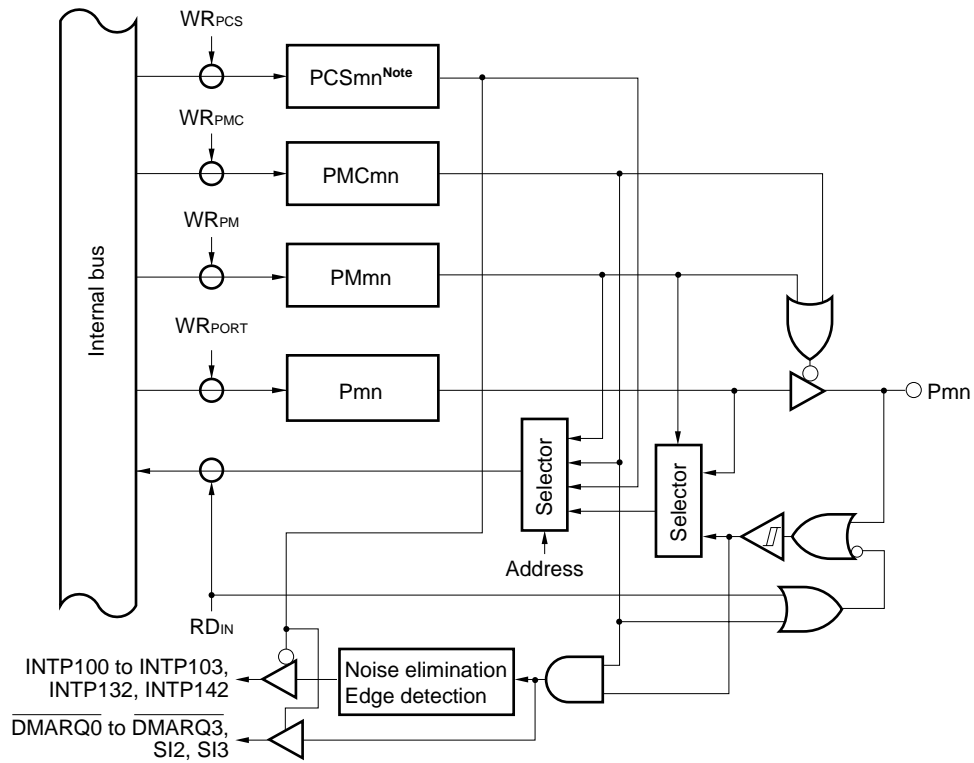 WRPCS
PCSmnNote
WRPMC
PMCmn
WRPM
PMmn
Internal bus
WRPORT
Pmn
Pmn
Selector
Selector
Address
RDIN
INTP100 to INTP103,
INTP132, INTP142
Noise elimination
Edge detection
DMARQ0 to DMARQ3,
SI2, SI3